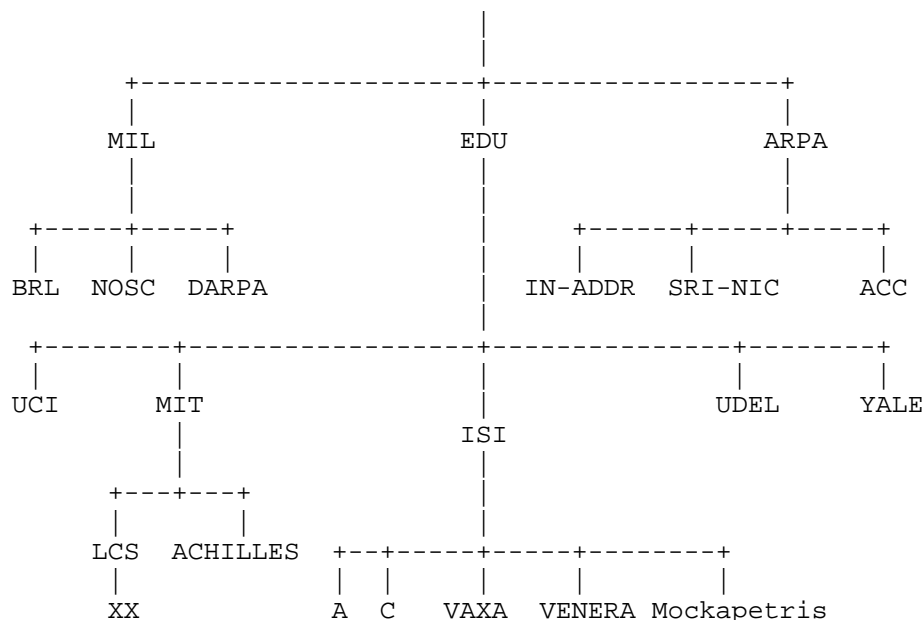 MIL EDU ARPA
BRL NOSC DARPA IN-ADDR SRI-NIC ACC
UCI MIT UDEL YALE
ISI
LCS ACHILLES
XX A C VAXA VENERA Mockapetris